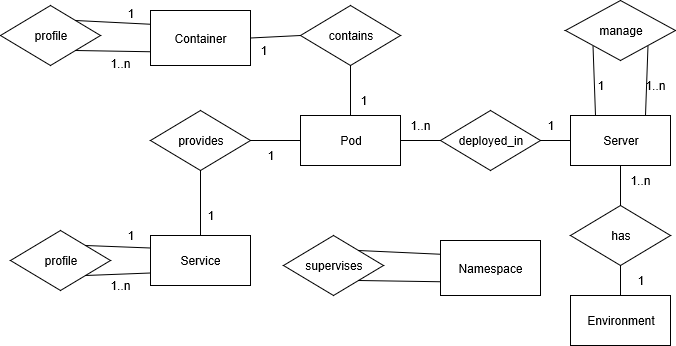 profile
1
1..n
Container
1
contains
1
manage
1
1..n
provides
1
1
Pod
1..n
deployed_in
1
Server
1..n
profile
1
1..n
Service
supervises
Namespace
has
1
Environment